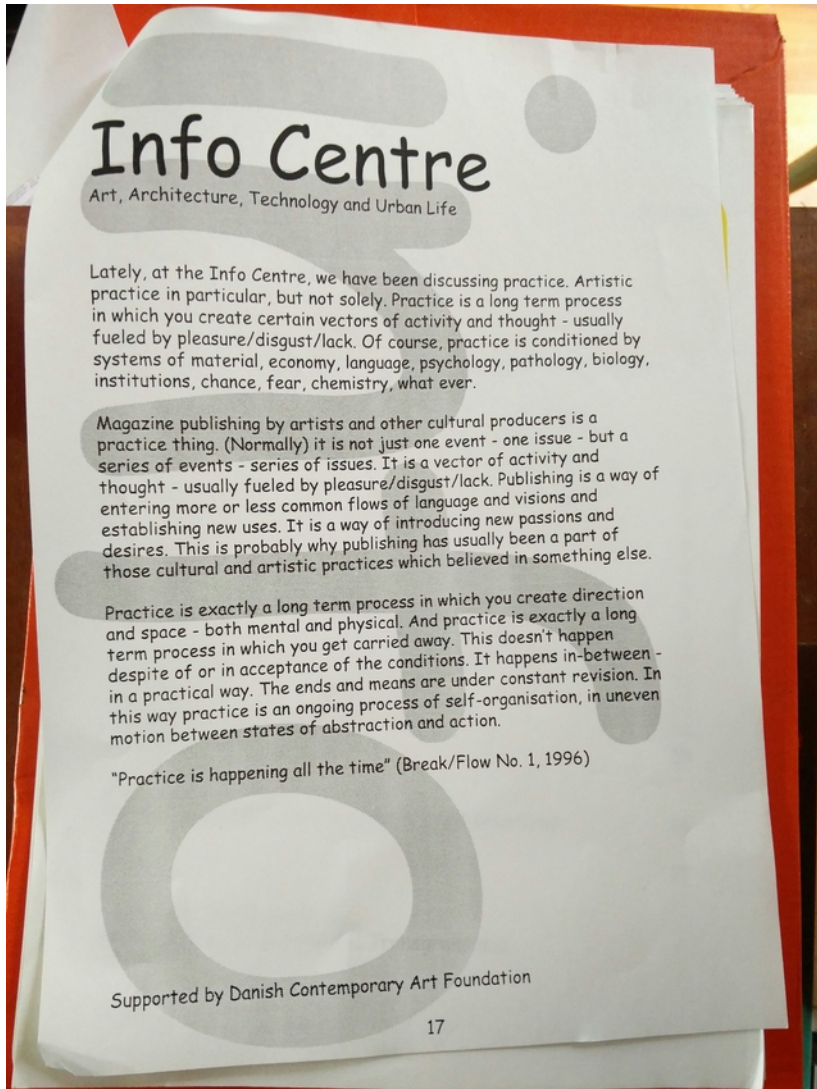 Info Centre
Art, Architecture, Technology and Urban Life
Lately, at the Info Centre, we have been discussing practice. Artistic
practice in particular, but not solely. Practice is a long term process
in which you create certain vectors of activity and thought - usually
fueled by pleasure/disgust/lack. Of course, practice is conditioned by
systems of material, economy, language, psychology, pathology, biology,
institutions, chance, fear, chemistry, what ever.
Magazine publishing by artists and other cultural producers is a
practice thing. (Normally) it is not just one event - one issue - but a
series of events - series of issues. It is a vector of activity and
thought - usually fueled by pleasure/disgust/lack. Publishing is a way of
entering more or less common flows of language and visions and
establishing new uses. It is a way of introducing new passions and
desires. This is probably why publishing has usually been a part of
those cultural and artistic practices which believed in something else.
Practice is exactly a long term process in which you create direction
and space - both mental and physical. And practice is exactly a long
term process in which you get carried away. This doesn't happen
despite of or in acceptance of the conditions. It happens in-between -
in a practical way. The ends and means are under constant revision. In
this way practice is an ongoing process of self-organisation, in uneven
motion between states of abstraction and action.
"Practice is happening all the time" (Break/Flow No. 1, 1996)
Supported by Danish Contemporary Art Foundation
17
info